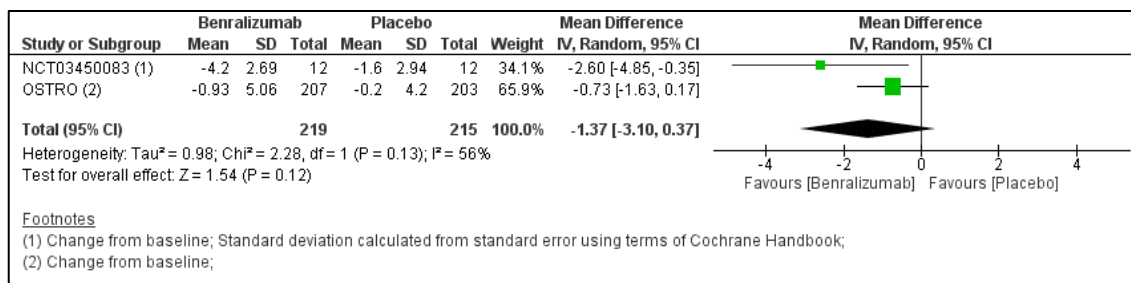 Benralizumab Placebo Mean Difference Mean Difference
Study or Subgroup Mean SD Total Mean SD Total Weight IV, Random, 95% CI IV, Random, 95% CI
NCT03450083 (1) -4.2 2.69 12 -1.6 2.94 12 34.1% -2.60 [-4.85, -0.35]
OSTRO (2) -0.93 5.06 207 -0.2 4.2 203 65.9% -0.73 [-1.63, 0.17]
Total (95% CI) 219 215 100.0% -1.37 [-3.10, 0.37]
Heterogeneity: Tau² = 0.98; Chi² = 2.28, df = 1 (P = 0.13); I² = 56%
Test for overall effect: Z = 1.54 (P = 0.12)
-4 -2 0 2 4
Favours [Benralizumab] Favours [Placebo]
Footnotes
(1) Change from baseline; Standard deviation calculated from standard error using terms of Cochrane Handbook;
(2) Change from baseline;